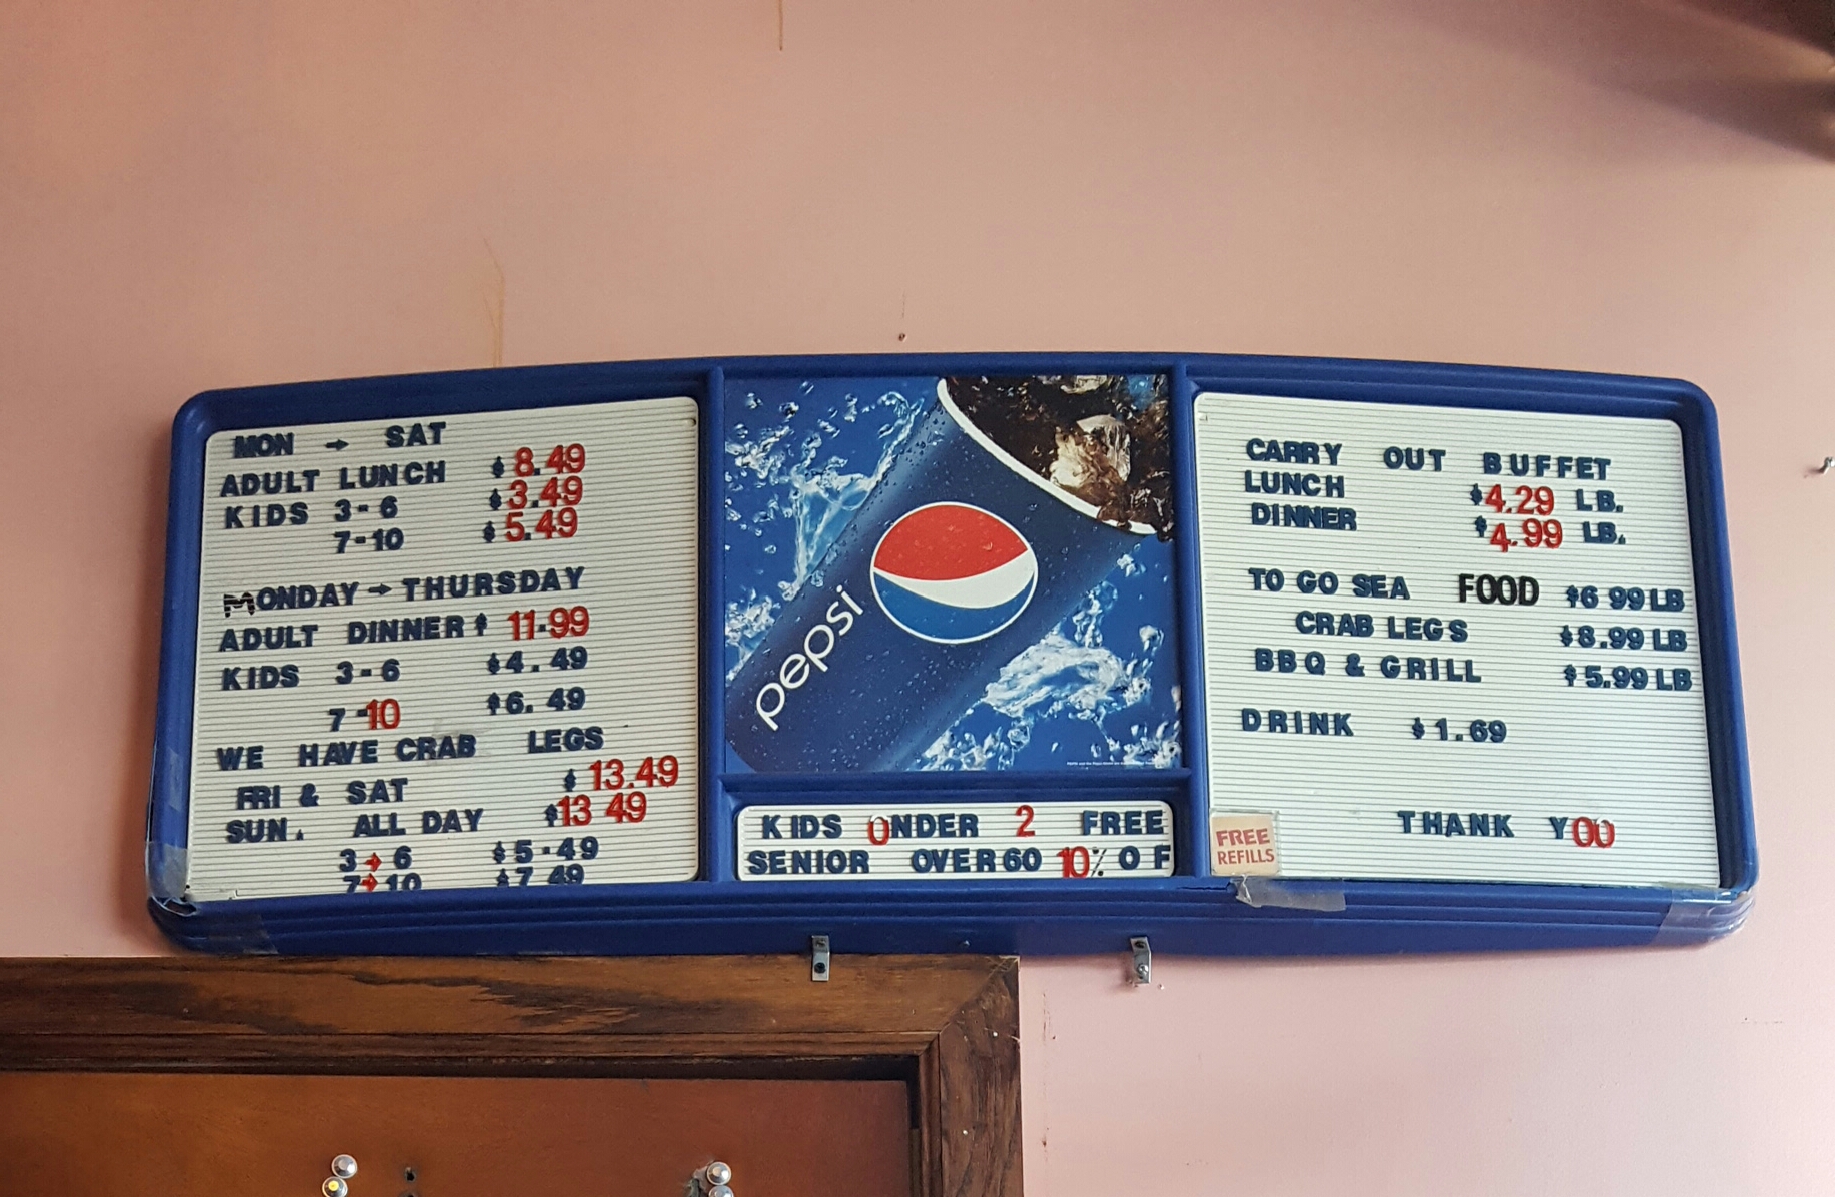 MON → SAT
ADULT LUNCH $8.49
KIDS 3-6 $3.49
7-10 $5.49
MONDAY → THURSDAY
ADULT DINNER $ 11.99
KIDS 3-6 $4.49
7-10 $6.49
WE HAVE CRAB LEGS
FRI & SAT $13.49
SUN. ALL DAY $13 49
3→6 $5.49
7→10 $7 49
pepsi
KIDS UNDER 2 FREE
SENIOR OVER 60 10% O F
CARRY OUT BUFFET
LUNCH $4.29 LB.
DINNER $4.99 LB.
TO GO SEA FOOD $6 99 LB
CRAB LEGS $8.99 LB
BBQ & GRILL $5.99 LB
DRINK $1.69
FREE
REFILLS
THANK YOU